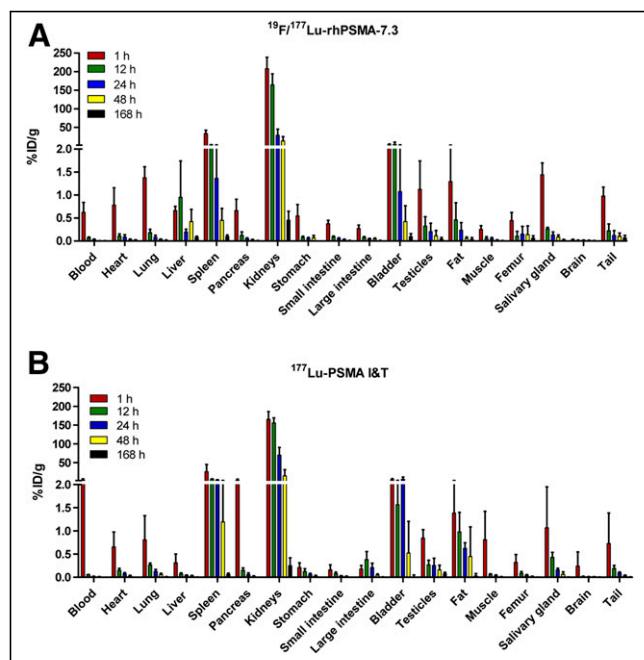 A
¹⁹F/¹⁷⁷Lu-rhPSMA-7.3
1 h
12 h
24 h
48 h
168 h
%ID/g
250
200
150
100
50
2.0
1.5
1.0
0.5
0
Blood
Heart
Lung
Liver
Spleen
Pancreas
Kidneys
Stomach
Small intestine
Large intestine
Bladder
Testicles
Fat
Muscle
Femur
Salivary gland
Brain
Tail
B
¹⁷⁷Lu-PSMA I&T
1 h
12 h
24 h
48 h
168 h
%ID/g
250
200
150
100
50
2.0
1.5
1.0
0.5
0
Blood
Heart
Lung
Liver
Spleen
Pancreas
Kidneys
Stomach
Small intestine
Large intestine
Bladder
Testicles
Fat
Muscle
Femur
Salivary gland
Brain
Tail